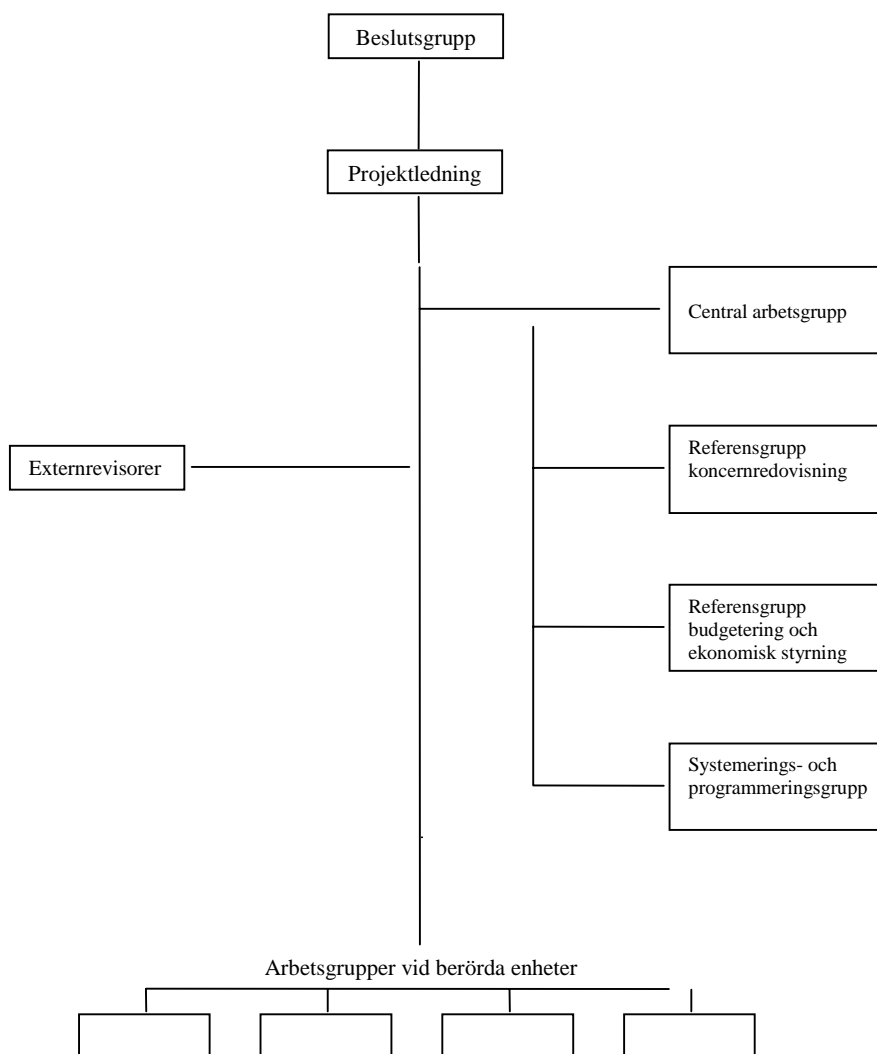 Beslutsgrupp
Projektledning
Central arbetsgrupp
Externrevisorer
Referensgrupp
koncernredovisning
Referensgrupp
budgetering och
ekonomisk styrning
Systemerings- och
programmeringsgrupp
Arbetsgrupper vid berörda enheter